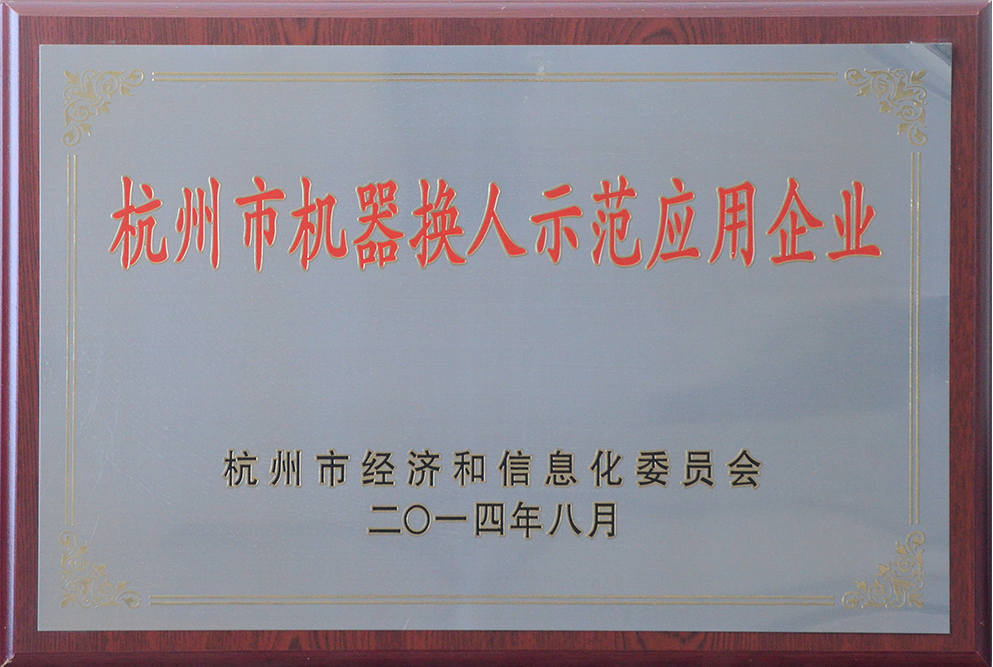 杭州市机器换人示范应用企业
杭州市经济和信息化委员会
二〇一四年八月